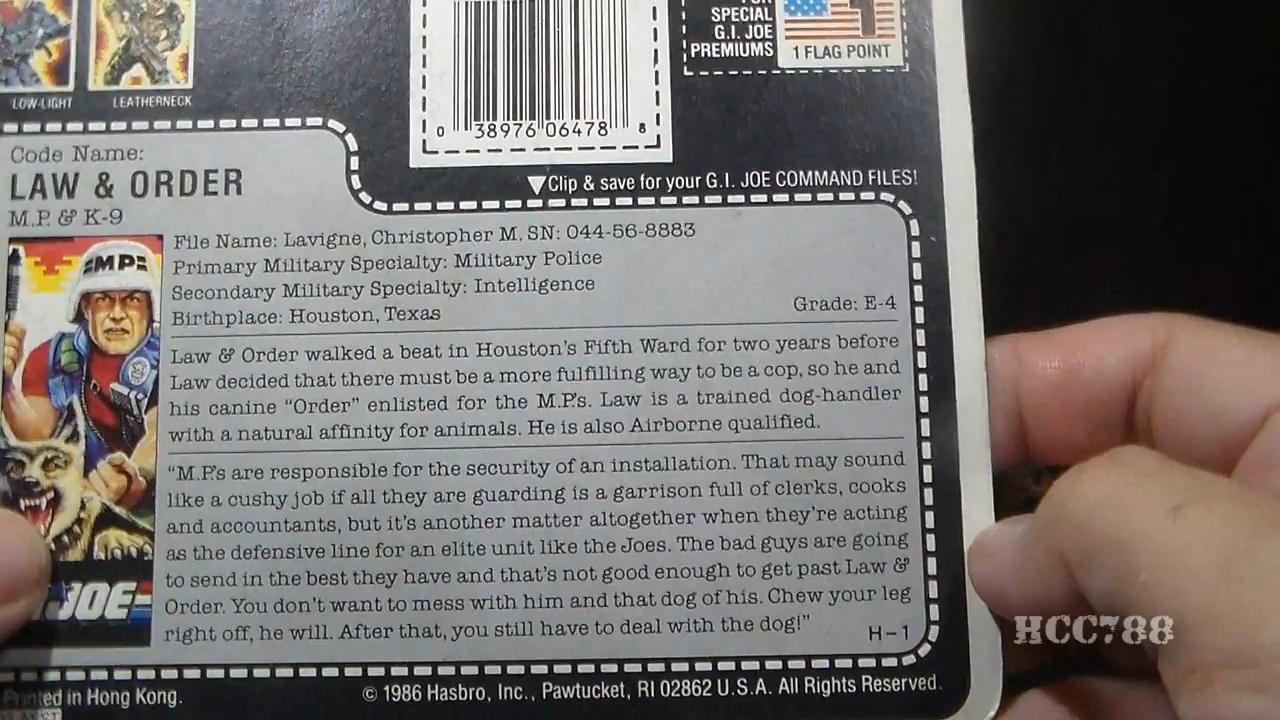 SPECIAL
G.I. JOE
PREMIUMS
1 FLAG POINT
LOW-LIGHT
LEATHERNECK
0 38976 06478 8
▼Clip & save for your G.I. JOE COMMAND FILES!
Code Name:
LAW & ORDER
M.P. & K-9
MP
File Name: Lavigne, Christopher M. SN: 044-56-8883
Primary Military Specialty: Military Police
Secondary Military Specialty: Intelligence
Birthplace: Houston, Texas
Grade: E-4
Law & Order walked a beat in Houston's Fifth Ward for two years before
Law decided that there must be a more fulfilling way to be a cop, so he and
his canine "Order" enlisted for the M.P.s. Law is a trained dog-handler
with a natural affinity for animals. He is also Airborne qualified.
"M.P.s are responsible for the security of an installation. That may sound
like a cushy job if all they are guarding is a garrison full of clerks, cooks
and accountants, but it's another matter altogether when they're acting
as the defensive line for an elite unit like the Joes. The bad guys are going
to send in the best they have and that's not good enough to get past Law &
Order. You don't want to mess with him and that dog of his. Chew your leg
right off, he will. After that, you still have to deal with the dog!"
H-1
JOE
Printed in Hong Kong.
© 1986 Hasbro, Inc., Pawtucket, RI 02862 U.S.A. All Rights Reserved.
HCC788